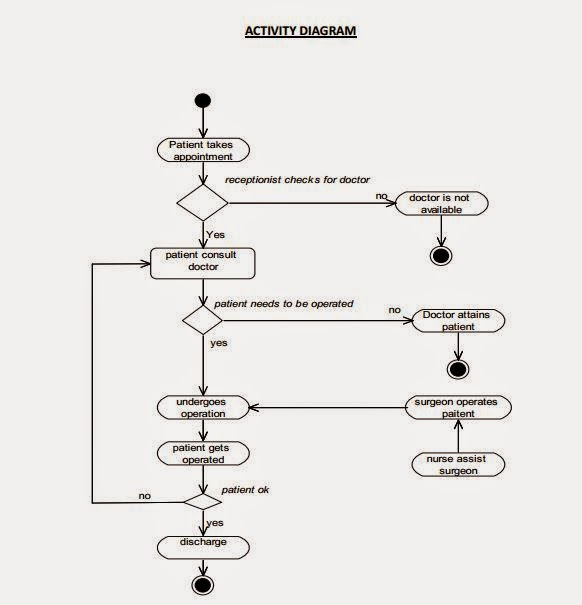 ACTIVITY DIAGRAM
Patient takes
appointment
receptionist checks for doctor
no
doctor is not
available
Yes
patient consult
doctor
patient needs to be operated
no
Doctor attains
patient
yes
undergoes
operation
surgeon operates
paitent
patient gets
operated
nurse assist
surgeon
patient ok
no
yes
discharge